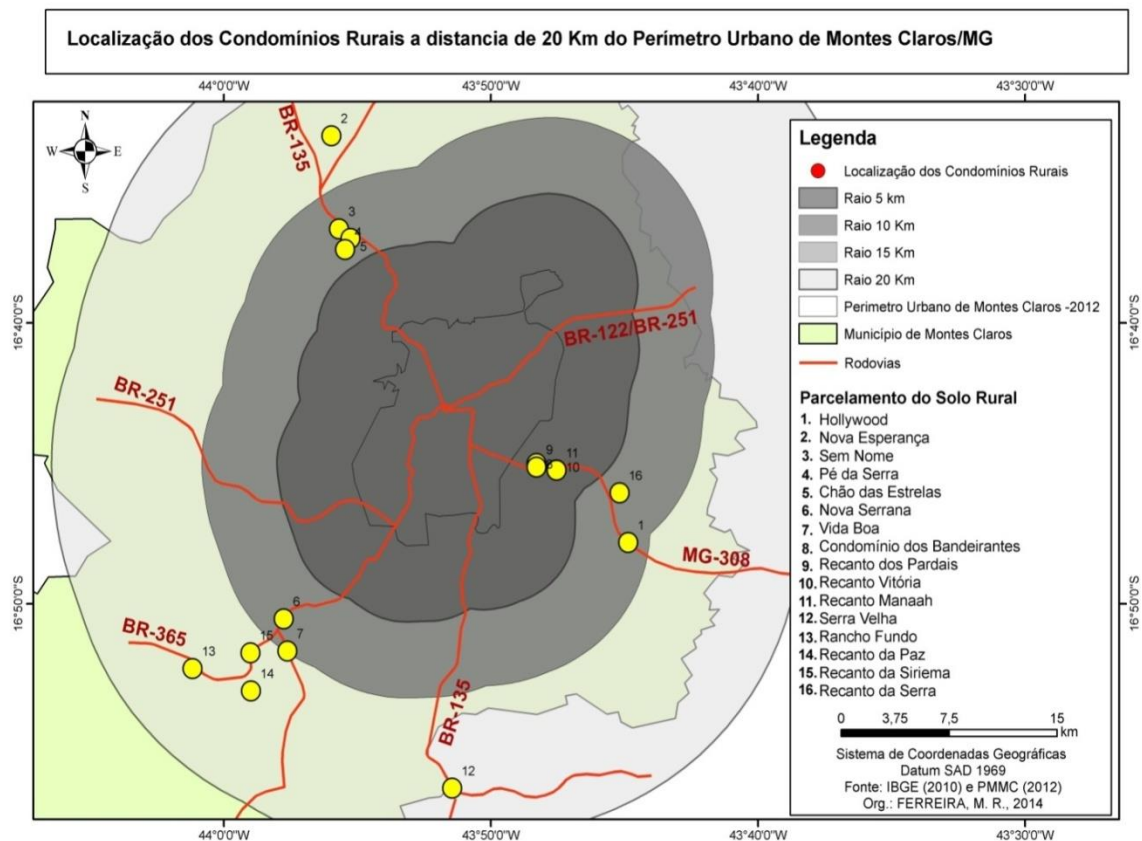 Localização dos Condomínios Rurais a distancia de 20 Km do Perímetro Urbano de Montes Claros/MG
44°0'0"W
43°50'0"W
43°40'0"W
43°30'0"W
N
W
E
S
BR-135
2
3
4
5
16°40'0"S
16°40'0"S
BR-122/BR-251
BR-251
9
11
8
10
16
1
MG-308
16°50'0"S
16°50'0"S
6
BR-365
15
7
13
14
BR-135
12
Legenda
Localização dos Condomínios Rurais
Raio 5 km
Raio 10 Km
Raio 15 Km
Raio 20 Km
Perimetro Urbano de Montes Claros -2012
Município de Montes Claros
Rodovias
Parcelamento do Solo Rural
1. Hollywood
2. Nova Esperança
3. Sem Nome
4. Pé da Serra
5. Chão das Estrelas
6. Nova Serrana
7. Vida Boa
8. Condomínio dos Bandeirantes
9. Recanto dos Pardais
10. Recanto Vitória
11. Recanto Manaah
12. Serra Velha
13. Rancho Fundo
14. Recanto da Paz
15. Recanto da Siriema
16. Recanto da Serra
0 3,75 7,5 15
km
Sistema de Coordenadas Geográficas
Datum SAD 1969
Fonte: IBGE (2010) e PMMC (2012)
Org.: FERREIRA, M. R., 2014
44°0'0"W
43°50'0"W
43°40'0"W
43°30'0"W